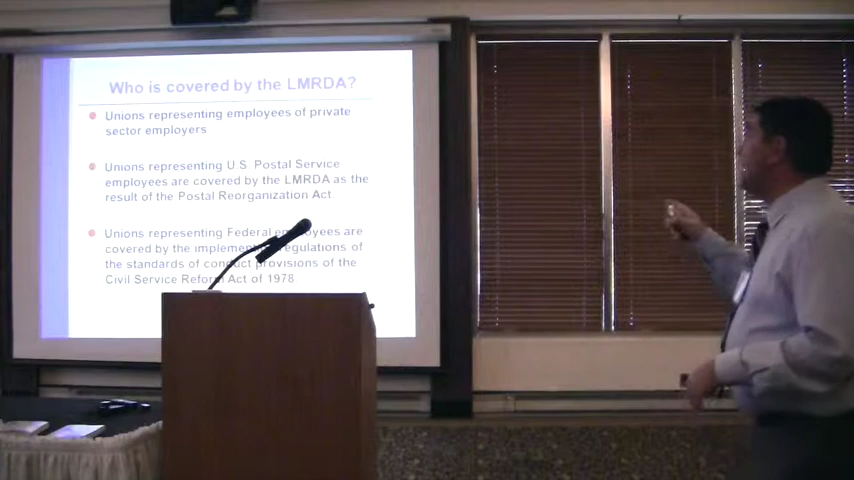 Who is covered by the LMRDA?
Unions representing employees of private
sector employers
Unions representing U.S. Postal Service
employees are covered by the LMRDA as the
result of the Postal Reorganization Act.
Unions representing Federal employees are
covered by the regulations of
the standards of conduct provisions of the
Civil Service Reform Act of 1978